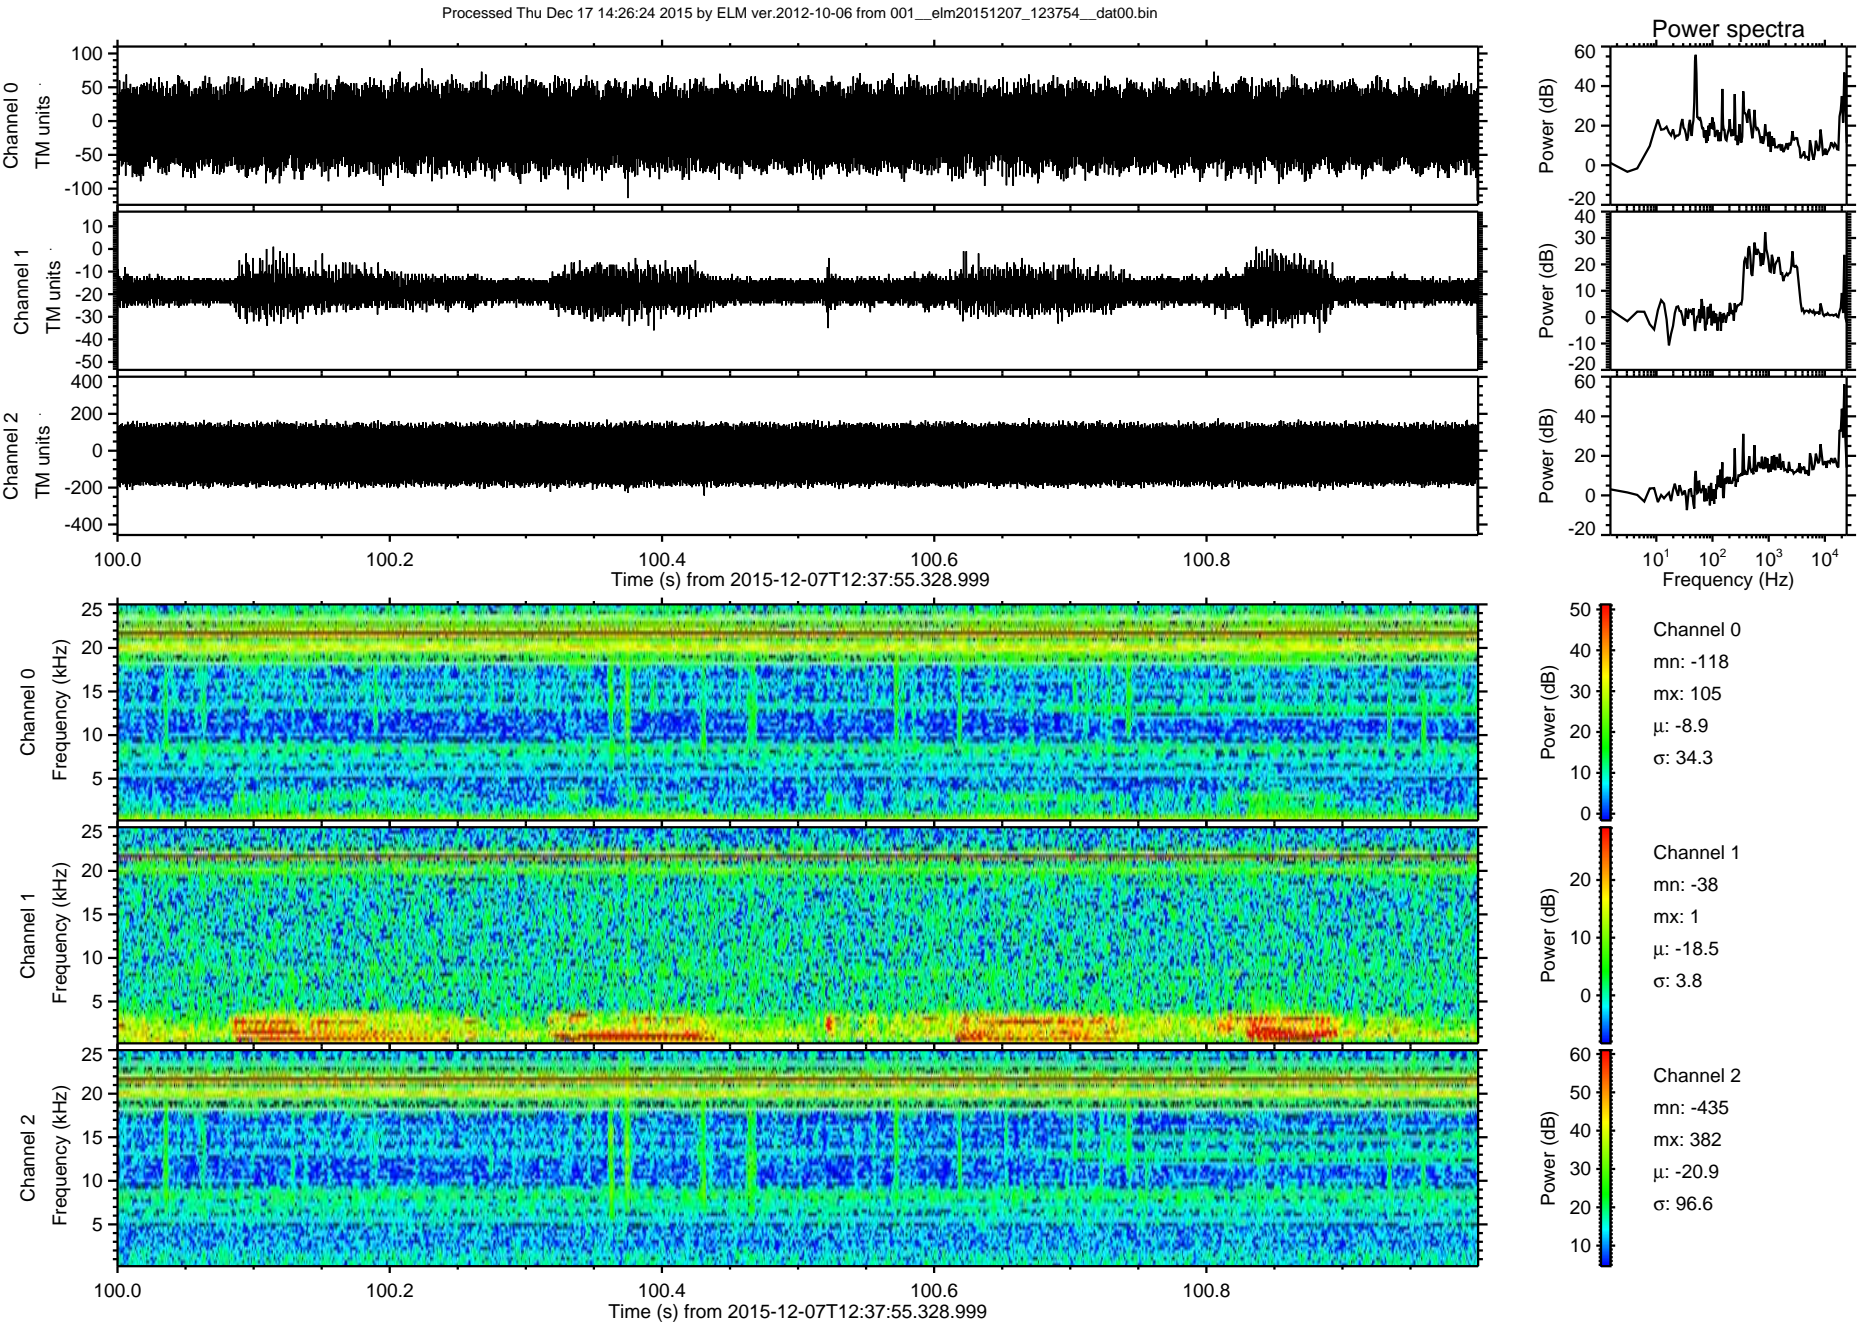 Processed Thu Dec 17 14:26:24 2015 by ELM ver.2012-10-06 from 001__elm20151207_123754__dat00.bin
Power spectra
Channel 0
TM units
100
50
0
-50
-100
Power (dB)
60
40
20
0
-20
Channel 1
TM units
10
0
-10
-20
-30
-40
-50
Power (dB)
40
30
20
10
0
-10
-20
Channel 2
TM units
400
200
0
-200
-400
Power (dB)
60
40
20
0
-20
100.0 100.2 100.4 100.6 100.8
Time (s) from 2015-12-07T12:37:55.328.999
10^1 10^2 10^3 10^4
Frequency (Hz)
Channel 0
Frequency (kHz)
25
20
15
10
5
Power (dB)
50
40
30
20
10
0
Channel 0
mn: -118
mx: 105
μ: -8.9
σ: 34.3
Channel 1
Frequency (kHz)
25
20
15
10
5
Power (dB)
20
10
0
Channel 1
mn: -38
mx: 1
μ: -18.5
σ: 3.8
Channel 2
Frequency (kHz)
25
20
15
10
5
Power (dB)
60
50
40
30
20
10
Channel 2
mn: -435
mx: 382
μ: -20.9
σ: 96.6
100.0 100.2 100.4 100.6 100.8
Time (s) from 2015-12-07T12:37:55.328.999